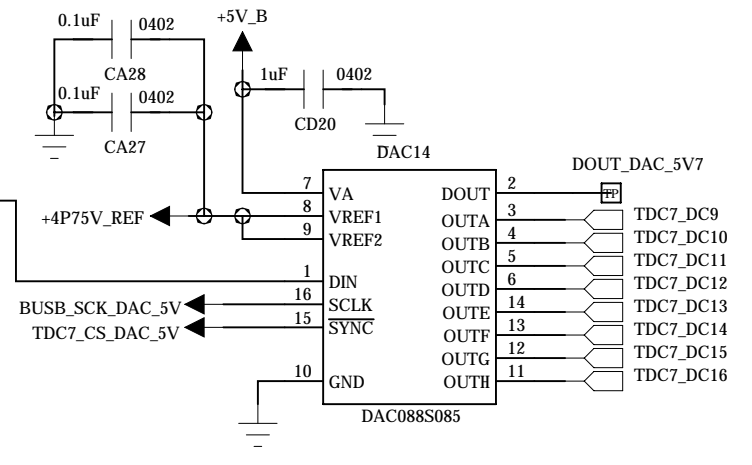 0.1uF 0402
CA28
0.1uF 0402
CA27
+5V_B
1uF 0402
CD20
DAC14
DOUT_DAC_5V7
7 VA DOUT 2 TP
+4P75V_REF 8 VREF1 OUTA 3 TDC7_DC9
9 VREF2 OUTB 4 TDC7_DC10
OUTC 5 TDC7_DC11
1 DIN OUTD 6 TDC7_DC12
BUSB_SCK_DAC_5V 16 SCLK OUTE 14 TDC7_DC13
TDC7_CS_DAC_5V 15 SYNC OUTF 13 TDC7_DC14
OUTG 12 TDC7_DC15
10 GND OUTH 11 TDC7_DC16
DAC088S085